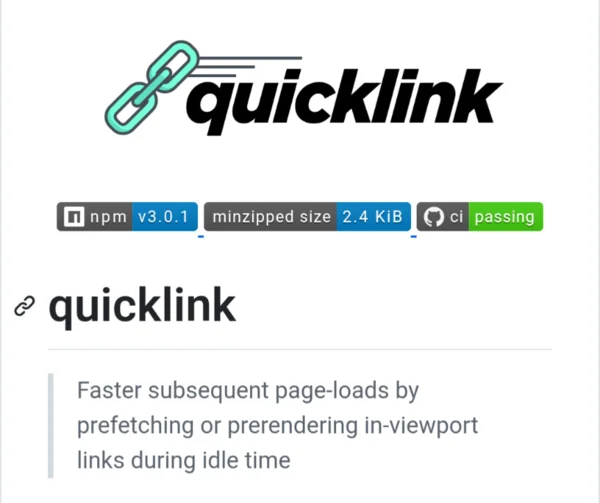 quicklink
npm v3.0.1 minzipped size 2.4 KiB ci passing
quicklink
Faster subsequent page-loads by
prefetching or prerendering in-viewport
links during idle time